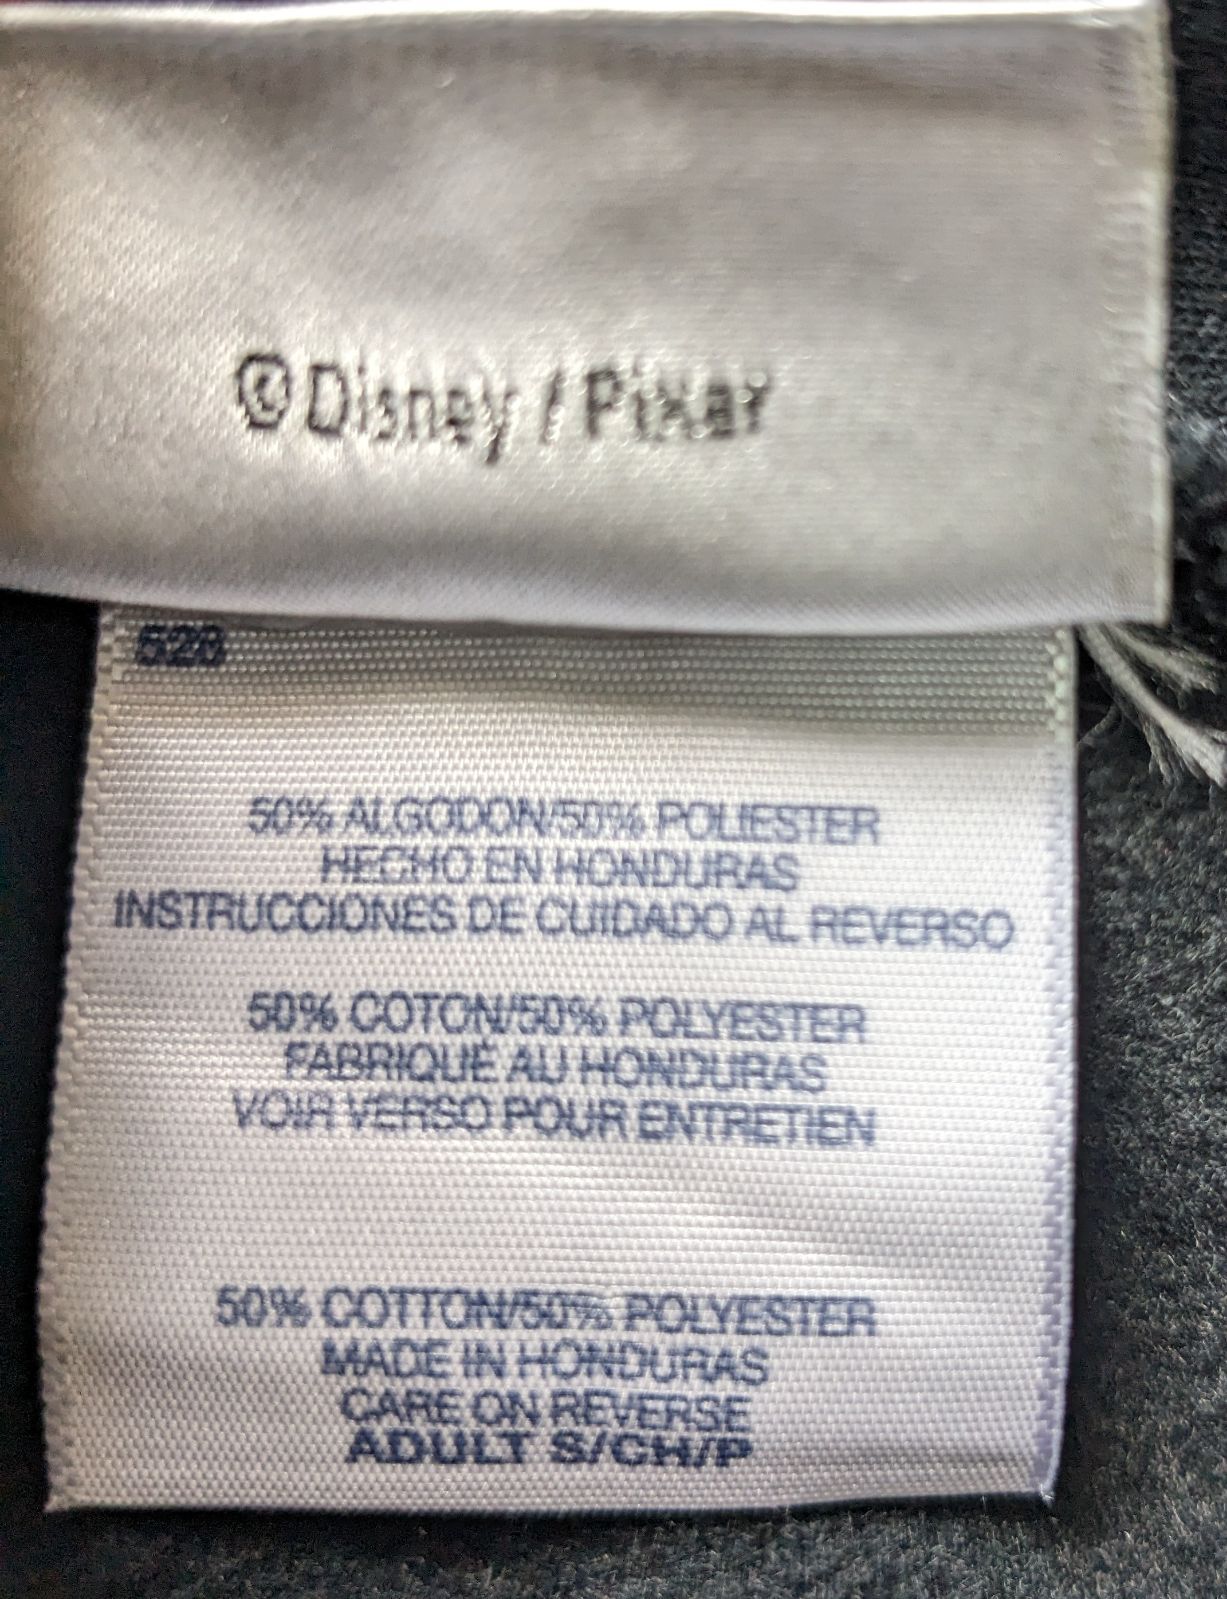 ©Disney / Pixar
528
50% ALGODON/50% POLIESTER
HECHO EN HONDURAS
INSTRUCCIONES DE CUIDADO AL REVERSO
50% COTON/50% POLYESTER
FABRIQUÉ AU HONDURAS
VOIR VERSO POUR ENTRETIEN
50% COTTON/50% POLYESTER
MADE IN HONDURAS
CARE ON REVERSE
ADULT S/CH/P